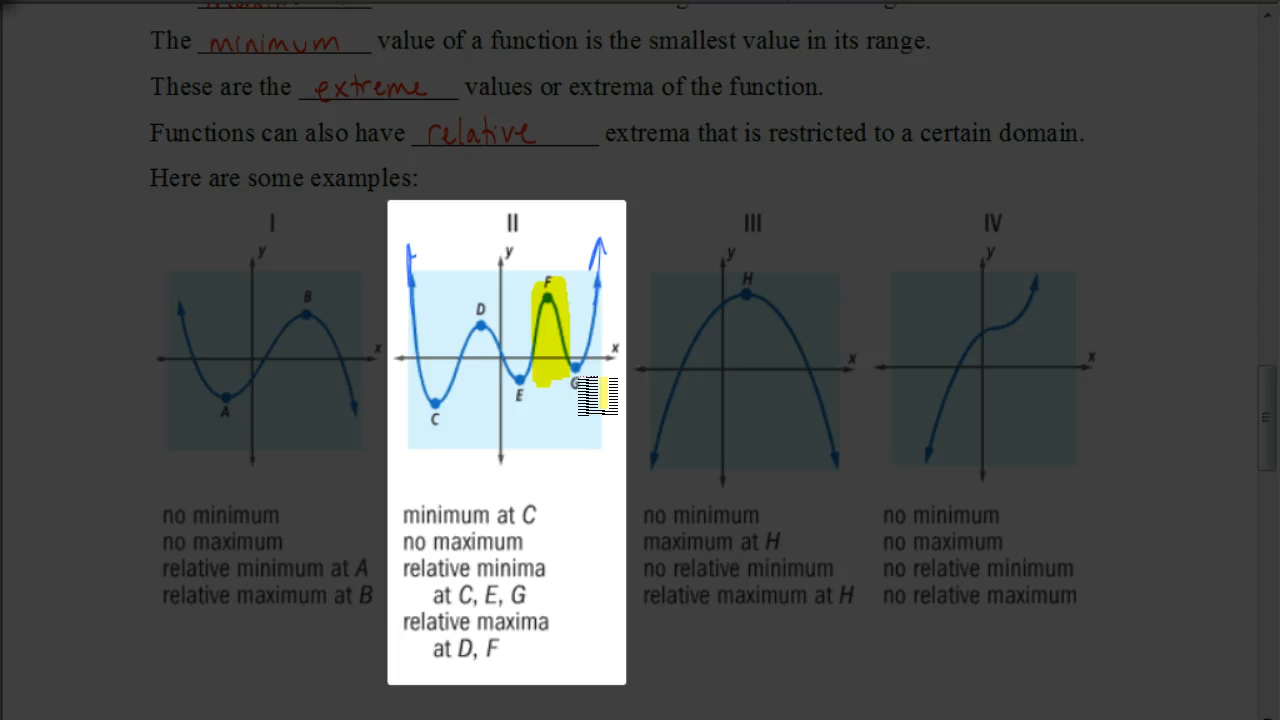 The minimum value of a function is the smallest value in its range.
These are the extreme values or extrema of the function.
Functions can also have relative extrema that is restricted to a certain domain.
Here are some examples:
I
II
III
IV
y
B
x
A
y
F
D
x
G
E
C
y
H
x
y
x
no minimum
no maximum
relative minimum at A
relative maximum at B
minimum at C
no maximum
relative minima
at C, E, G
relative maxima
at D, F
no minimum
maximum at H
no relative minimum
relative maximum at H
no minimum
no maximum
no relative minimum
no relative maximum